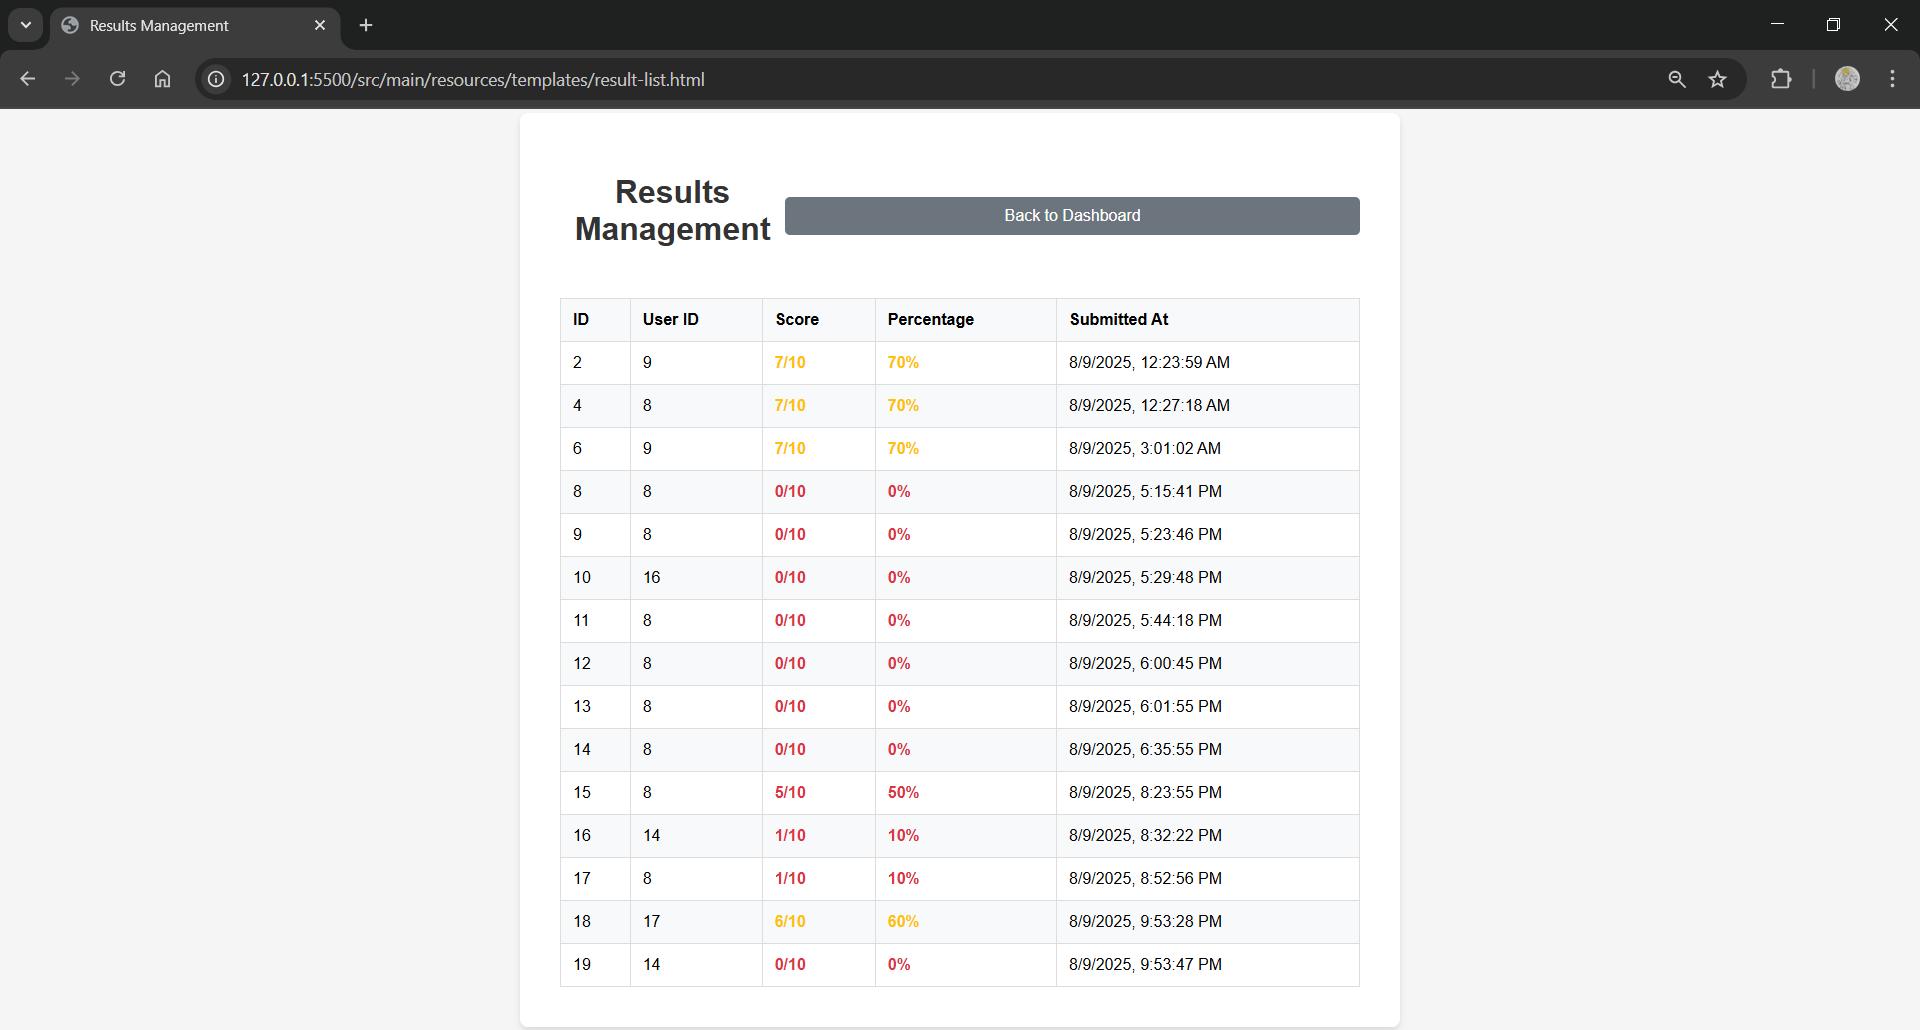 Results Management
127.0.0.1:5500/src/main/resources/templates/result-list.html
Results
Management
Back to Dashboard
ID User ID Score Percentage Submitted At
2 9 7/10 70% 8/9/2025, 12:23:59 AM
4 8 7/10 70% 8/9/2025, 12:27:18 AM
6 9 7/10 70% 8/9/2025, 3:01:02 AM
8 8 0/10 0% 8/9/2025, 5:15:41 PM
9 8 0/10 0% 8/9/2025, 5:23:46 PM
10 16 0/10 0% 8/9/2025, 5:29:48 PM
11 8 0/10 0% 8/9/2025, 5:44:18 PM
12 8 0/10 0% 8/9/2025, 6:00:45 PM
13 8 0/10 0% 8/9/2025, 6:01:55 PM
14 8 0/10 0% 8/9/2025, 6:35:55 PM
15 8 5/10 50% 8/9/2025, 8:23:55 PM
16 14 1/10 10% 8/9/2025, 8:32:22 PM
17 8 1/10 10% 8/9/2025, 8:52:56 PM
18 17 6/10 60% 8/9/2025, 9:53:28 PM
19 14 0/10 0% 8/9/2025, 9:53:47 PM